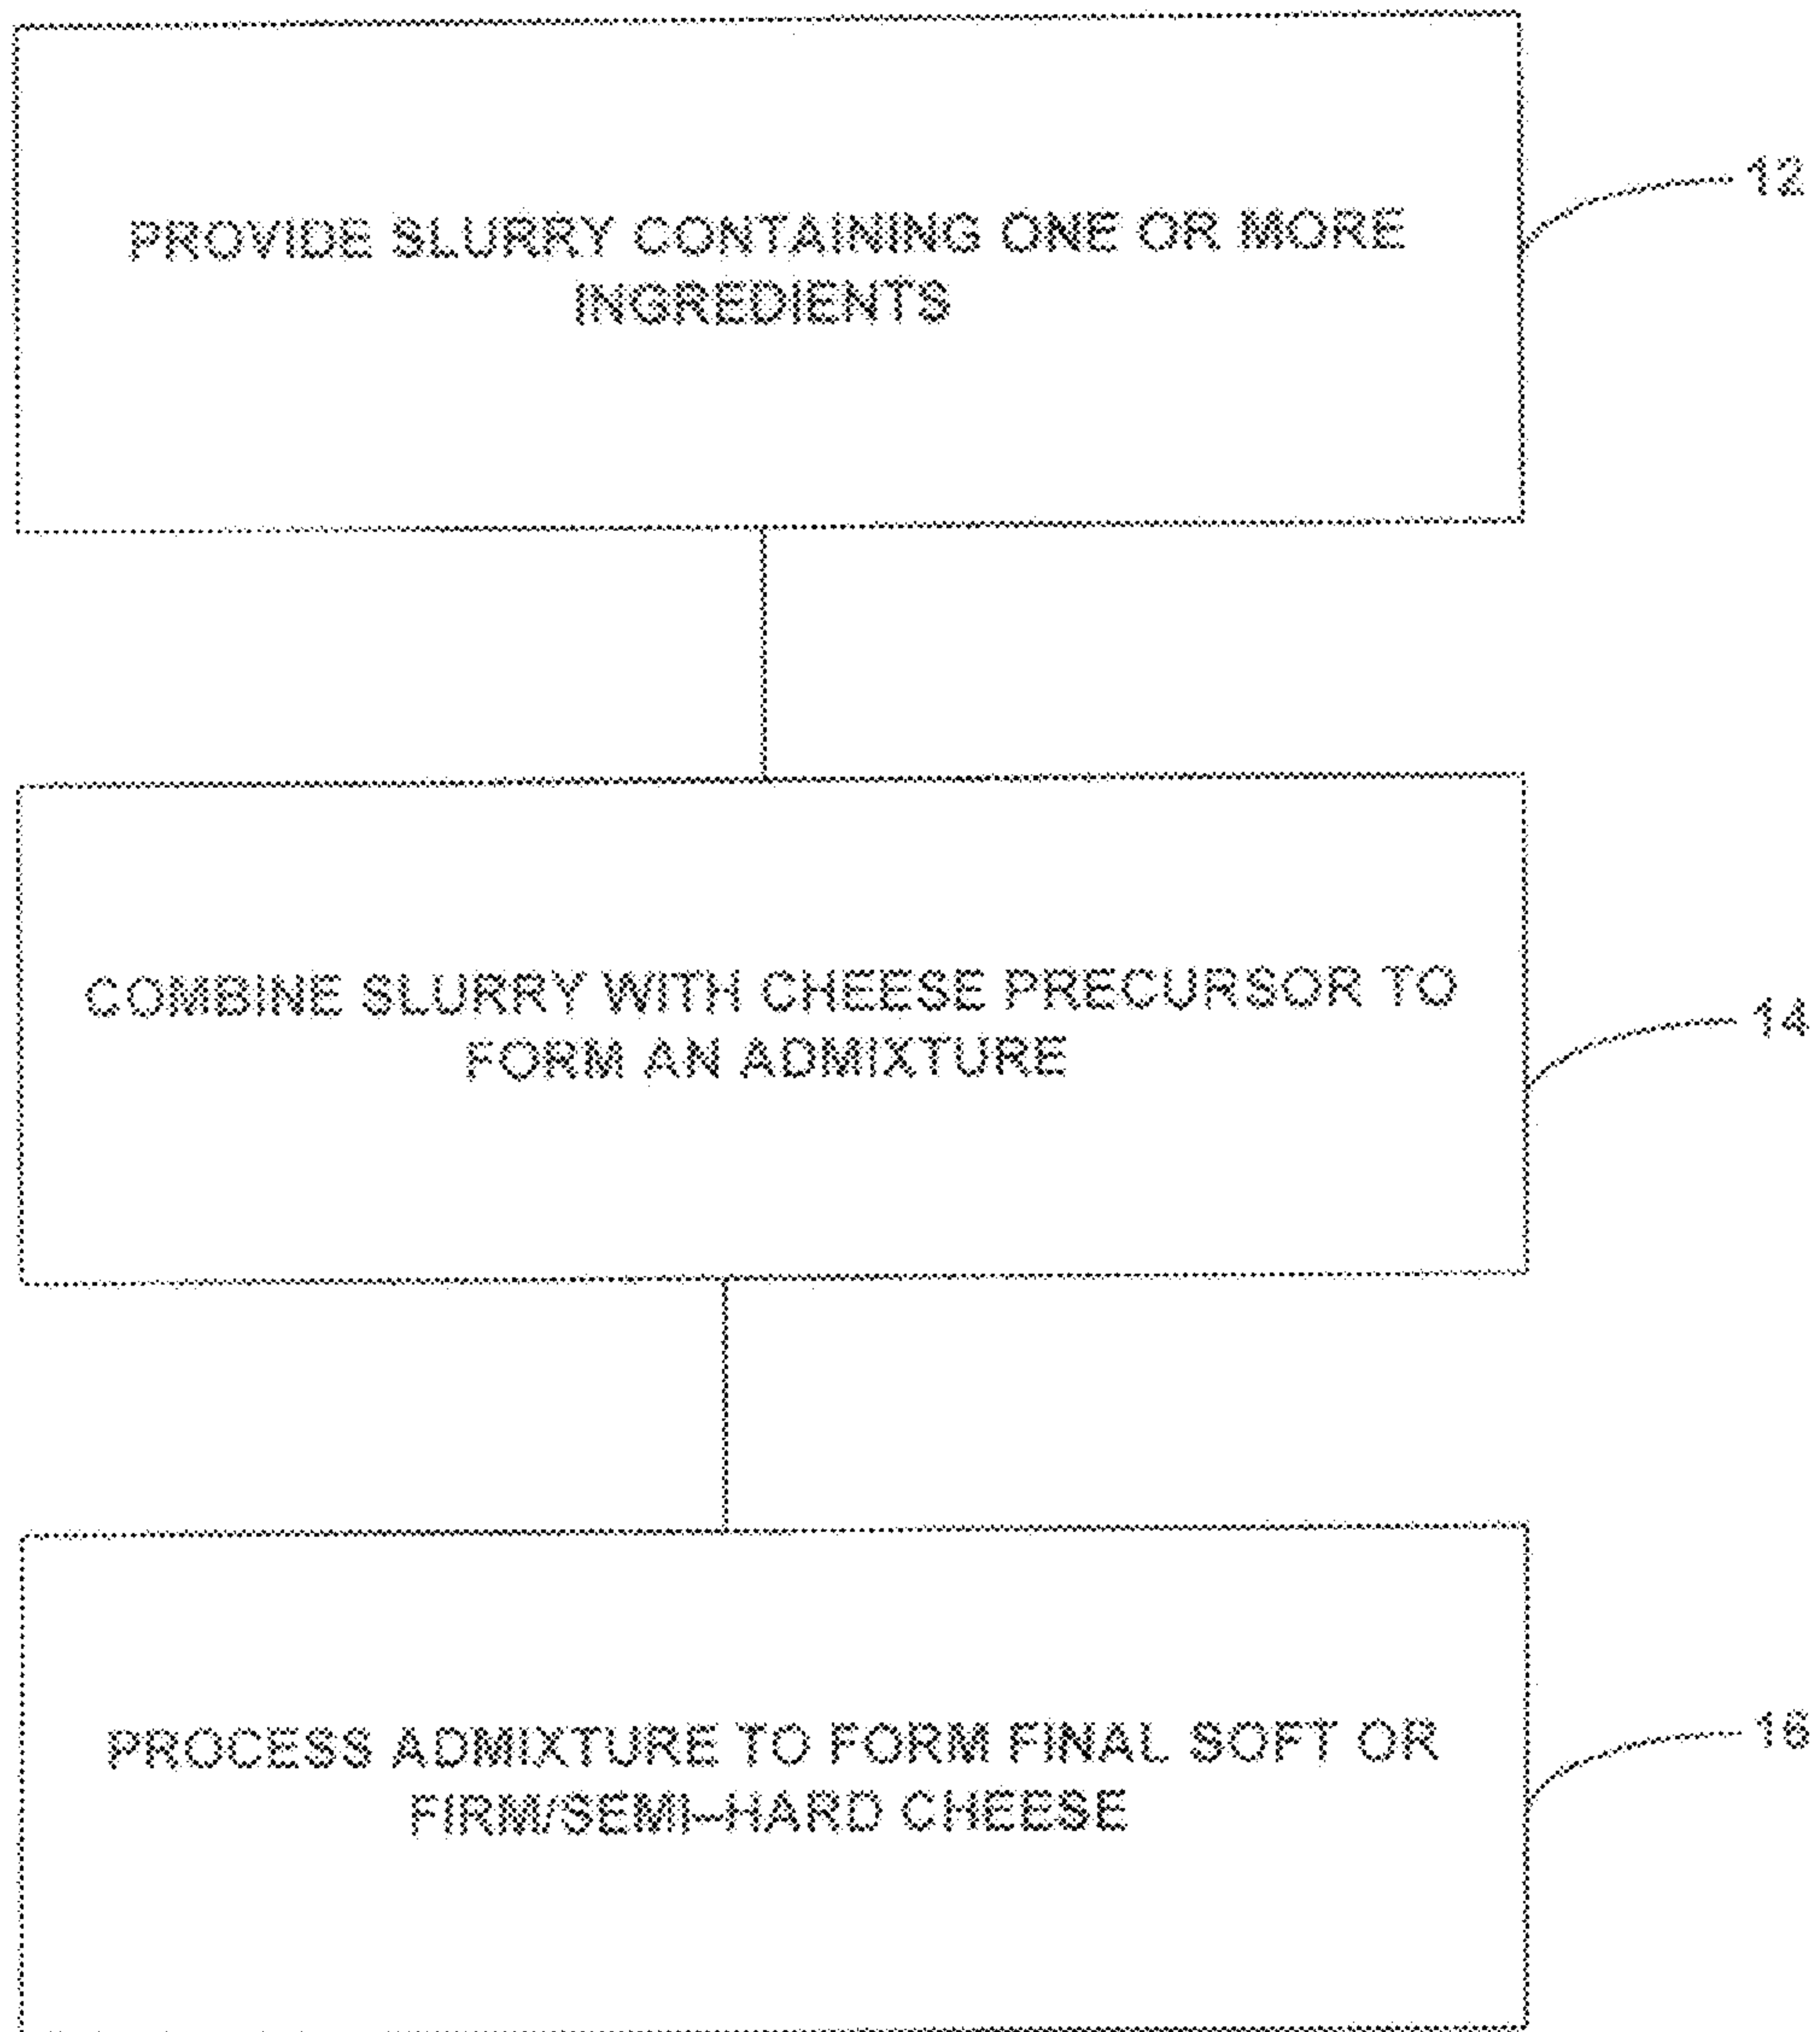 PROVIDE SLURRY CONTAINING ONE OR MORE
INGREDIENTS
12
COMBINE SLURRY WITH CHEESE PRECURSOR TO
FORM AN ADMIXTURE
14
PROCESS ADMIXTURE TO FORM FINAL SOFT OR
FIRM/SEMI-HARD CHEESE
16